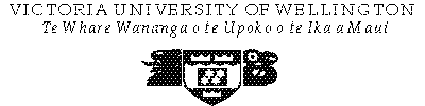 VICTORIA UNIVERSITY OF WELLINGTON
Te Whare Wananga o te Upoko o te Ika a Maui